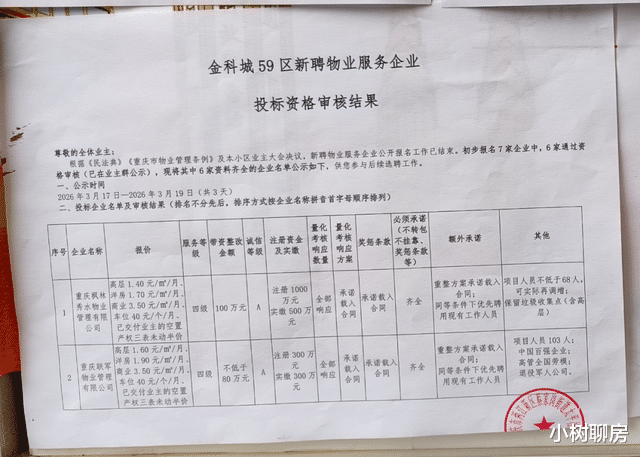 金科城59区新聘物业服务企业
投标资格审核结果
尊敬的全体业主：
根据《民法典》《重庆市物业管理条例》及本小区业主大会决议，新聘物业服务企业公开报名工作已结束。初步报名7家企业中，6家通过
资格审核（已在业主群公示），现将其中6家资料齐全的企业名单公示如下，供您参与后续选聘工作。
一、公示时间
2026年3月17日—2026年3月19日（共3天）
二、投标企业名单及审核结果（排名不分先后，排序方式按企业名称拼音首字母顺序排列）
序号 企业名称 报价 服务等级 带资整改金额 诚信等级 注册资金及实缴 量化考核响应数量 量化考核响应方案 奖惩条款 必须承诺（不转包不挂靠、奖惩条款等） 额外承诺 其他
1 重庆枫林秀水物业管理有限公司 高层1.40元/㎡/月、洋房1.70元/㎡/月、商业3.50元/㎡/月、车位40元/个/月、已交付业主的空置产权三表未动半价 四级 100万元 A 注册1000万元实缴500万元 全部响应 承诺载入合同 承诺载入合同 齐全 重整方案承诺载入合同；同等条件下优先聘用现有工作人员 项目人员不低于68人，可实际再调增；保留垃圾收集点（含高层）
2 重庆联军物业管理有限公司 高层1.60元/㎡/月、洋房1.90元/㎡/月、商业3.50元/㎡/月、车位40元/个/月、已交付业主的空置产权三表未动半价 四级 不低于80万元 A 注册300万元实缴300万元 全部响应 承诺载入合同 承诺载入合同 齐全 重整方案承诺载入合同；同等条件下优先聘用现有工作人员 项目人员103人；中国百强企业；高管全国劳模；退役军人公司。
小树聊房